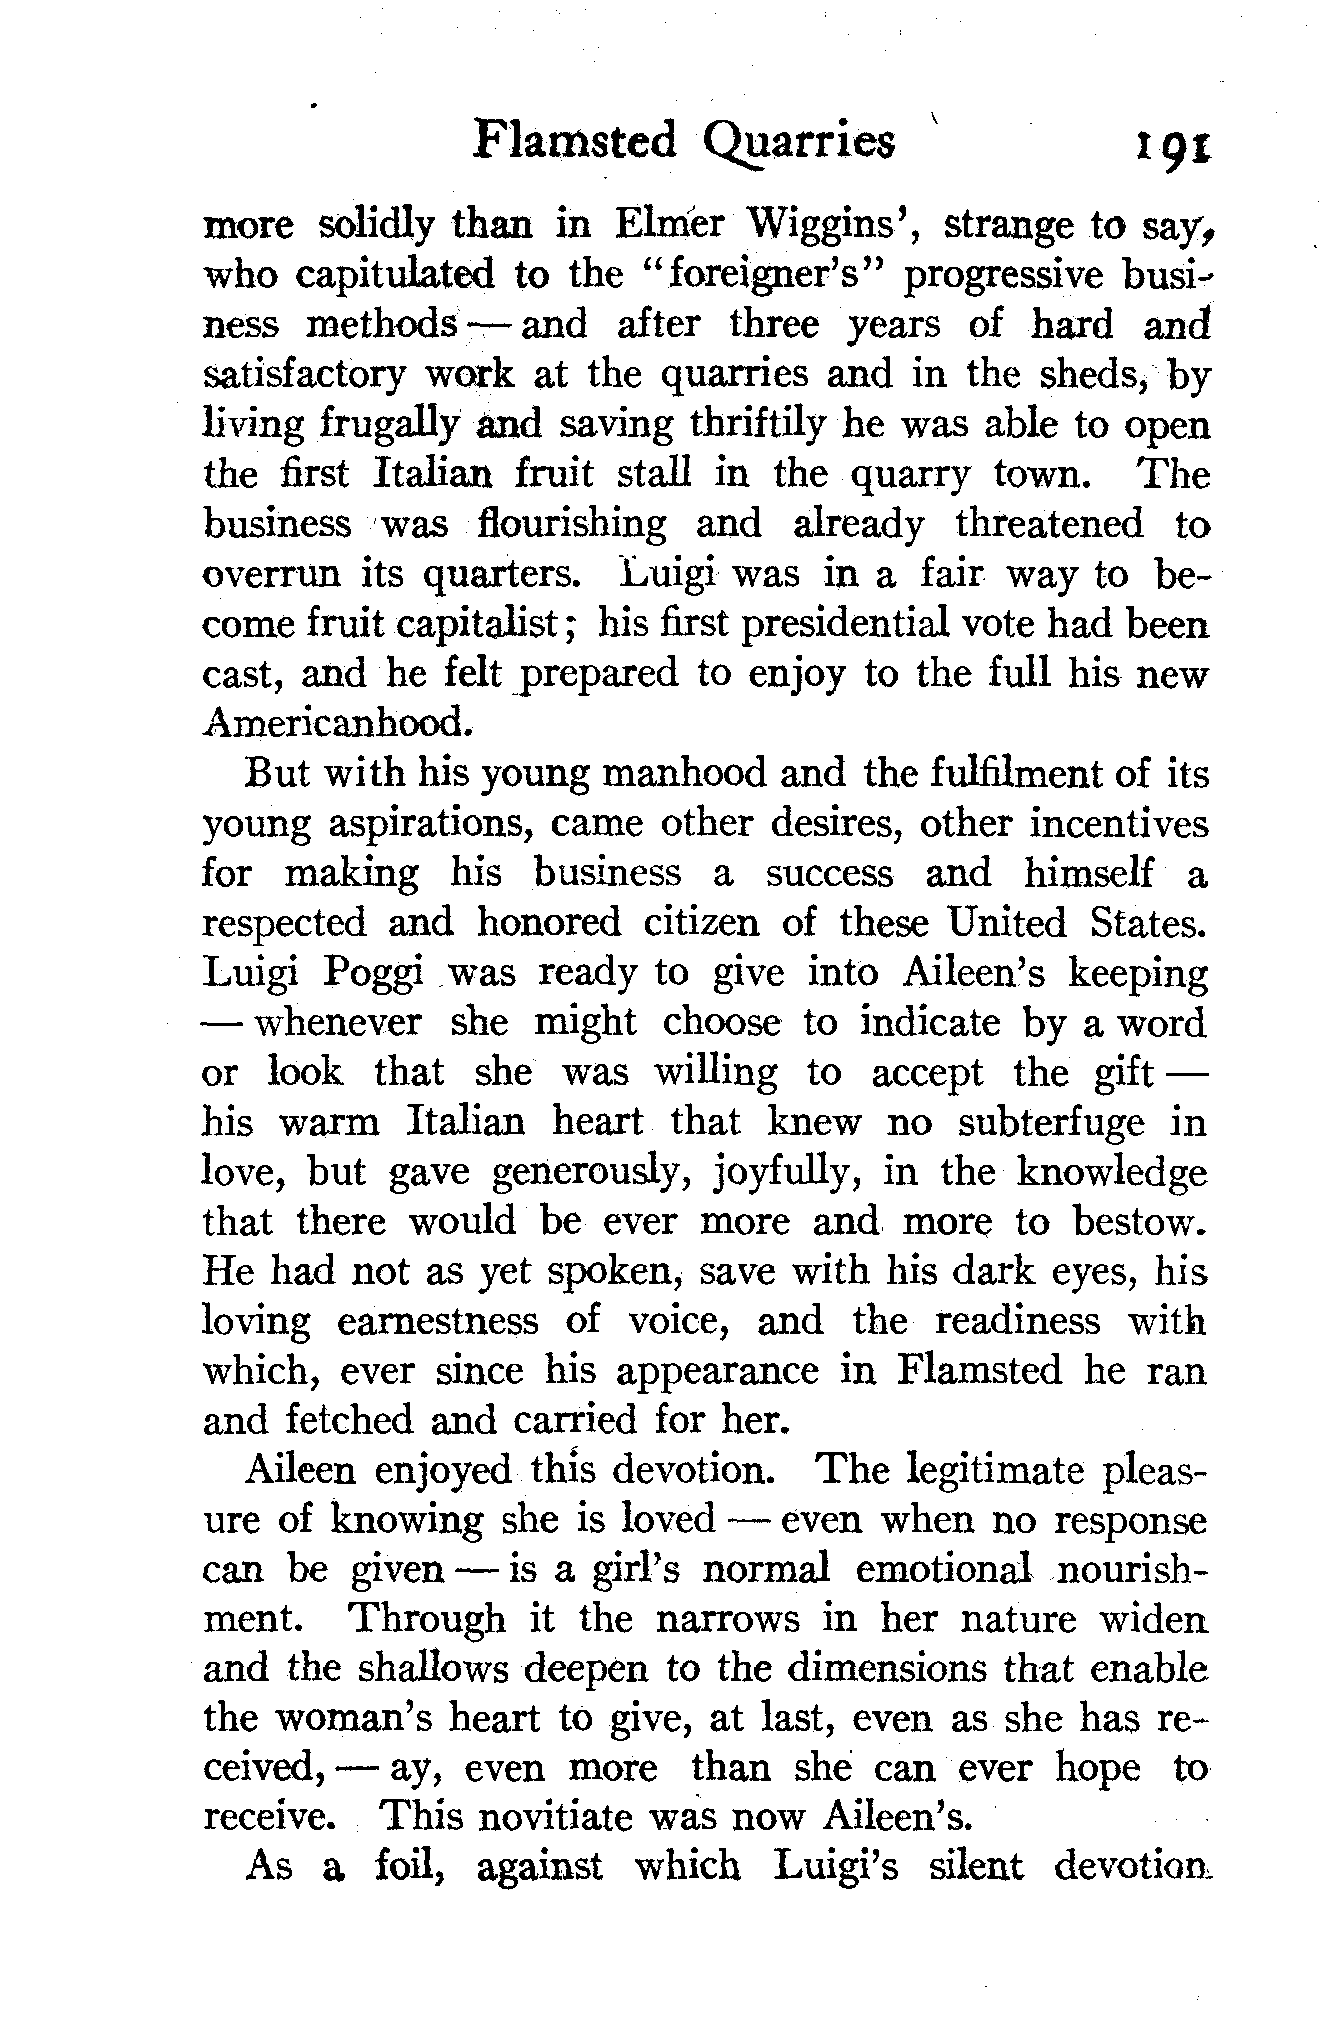 Flamsted Quarries 191
more solidly than in Elmer Wiggins', strange to say,
who capitulated to the "foreigner's" progressive busi-
ness methods — and after three years of hard and
satisfactory work at the quarries and in the sheds, by
living frugally and saving thriftily he was able to open
the first Italian fruit stall in the quarry town. The
business was flourishing and already threatened to
overrun its quarters. Luigi was in a fair way to be-
come fruit capitalist; his first presidential vote had been
cast, and he felt prepared to enjoy to the full his new
Americanhood.
But with his young manhood and the fulfilment of its
young aspirations, came other desires, other incentives
for making his business a success and himself a
respected and honored citizen of these United States.
Luigi Poggi was ready to give into Aileen's keeping
— whenever she might choose to indicate by a word
or look that she was willing to accept the gift —
his warm Italian heart that knew no subterfuge in
love, but gave generously, joyfully, in the knowledge
that there would be ever more and more to bestow.
He had not as yet spoken, save with his dark eyes, his
loving earnestness of voice, and the readiness with
which, ever since his appearance in Flamsted he ran
and fetched and carried for her.
Aileen enjoyed this devotion. The legitimate pleas-
ure of knowing she is loved — even when no response
can be given — is a girl's normal emotional nourish-
ment. Through it the narrows in her nature widen
and the shallows deepen to the dimensions that enable
the woman's heart to give, at last, even as she has re-
ceived, — ay, even more than she can ever hope to
receive. This novitiate was now Aileen's.
As a foil, against which Luigi's silent devotion